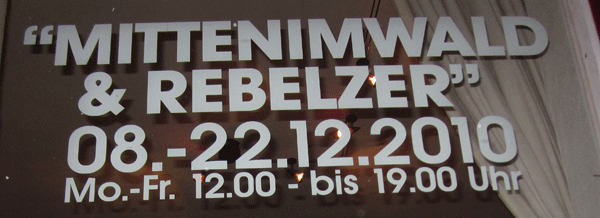 “MITTENIMWALD
& REBELZER”
08.-22.12.2010
Mo.-Fr. 12.00 - bis 19.00 Uhr